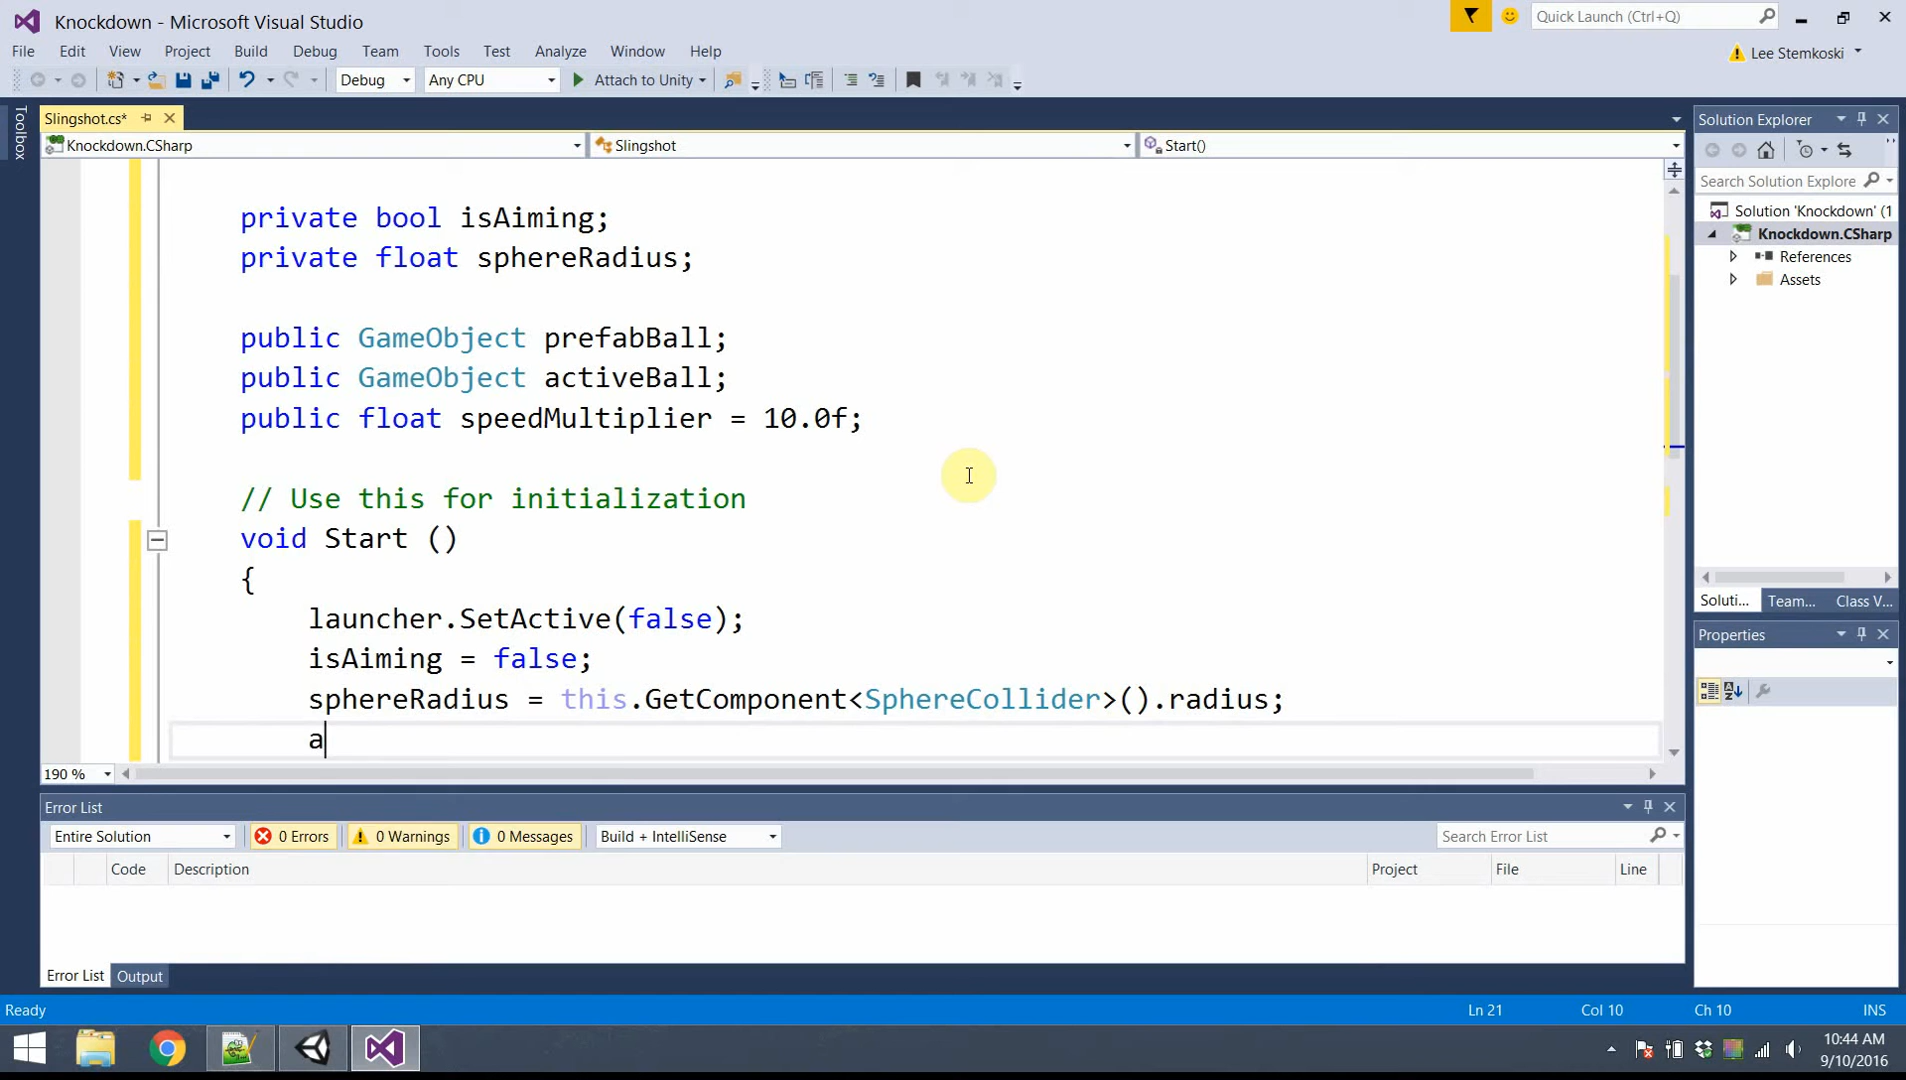 Knockdown - Microsoft Visual Studio
Quick Launch (Ctrl+Q)
File Edit View Project Build Debug Team Tools Test Analyze Window Help
Lee Stemkoski
Debug Any CPU Attach to Unity
Toolbox
Slingshot.cs*
Knockdown.CSharp Slingshot Start()
private bool isAiming;
private float sphereRadius;
public GameObject prefabBall;
public GameObject activeBall;
public float speedMultiplier = 10.0f;
// Use this for initialization
void Start ()
{
launcher.SetActive(false);
isAiming = false;
sphereRadius = this.GetComponent<SphereCollider>().radius;
a
190 %
Solution Explorer
Search Solution Explore
Solution 'Knockdown' (1
Knockdown.CSharp
References
Assets
Soluti... Team... Class V...
Properties
Error List
Entire Solution 0 Errors 0 Warnings 0 Messages Build + IntelliSense Search Error List
Code Description Project File Line
Error List Output
Ready Ln 21 Col 10 Ch 10 INS
10:44 AM
9/10/2016